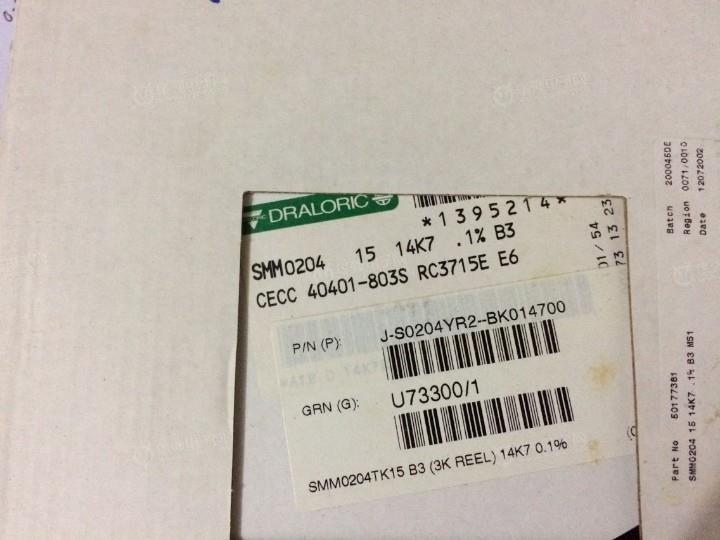 DRALORIC
*1395214*
SMM0204 15 14K7 .1% B3
CECC 40401-803S RC3715E E6
01/54
73 13 23
P/N (P): J-S0204YR2--BK014700
GRN (G): U73300/1
SMM0204TK15 B3 (3K REEL) 14K7 0.1%
Batch 200045DE
Region 0071/0010
Date 12072002
Part No 50177381
SMM0204 15 14K7 .1% B3 MS1